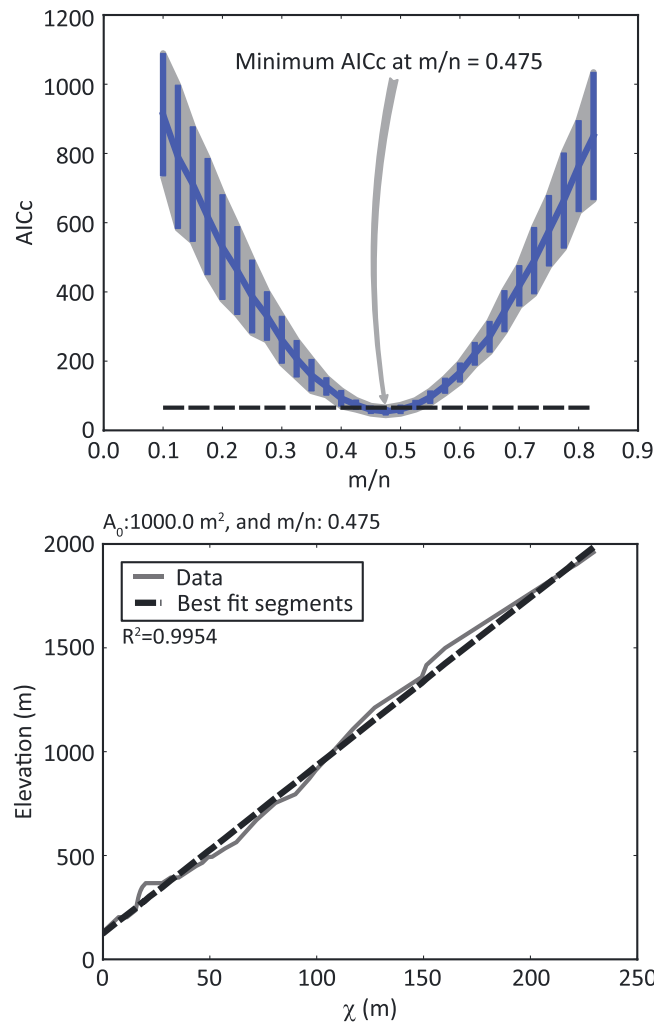 1200
1000
800
600
400
200
0
AICc
Minimum AICc at m/n = 0.475
0.1 0.2 0.3 0.4 0.5 0.6 0.7 0.8 0.9
m/n
A₀:1000.0 m², and m/n: 0.475
2000
1500
1000
500
0
Elevation (m)
Data
Best fit segments
R²=0.9954
0 50 100 150 200 250
χ (m)